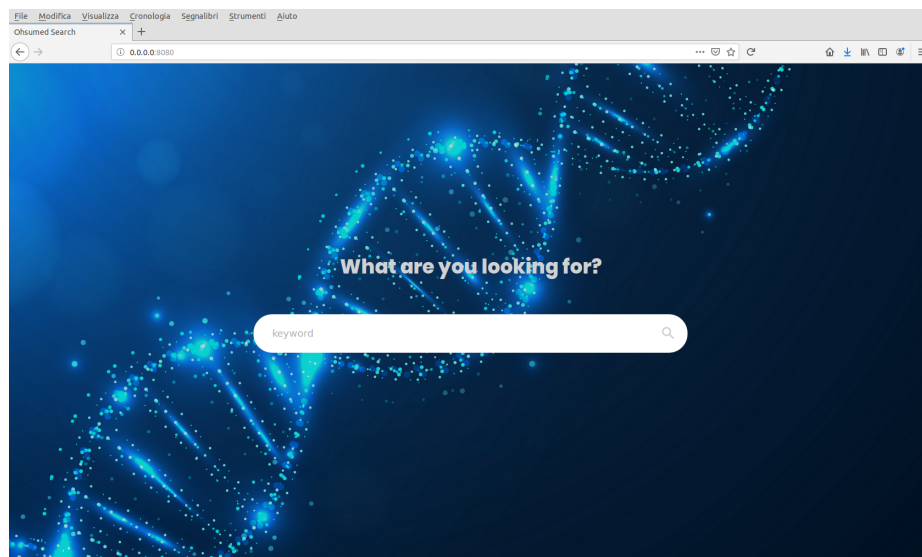 File Modifica Visualizza Cronologia Segnalibri Strumenti Aiuto
Ohsumed Search
0.0.0.0:8080
What are you looking for?
keyword